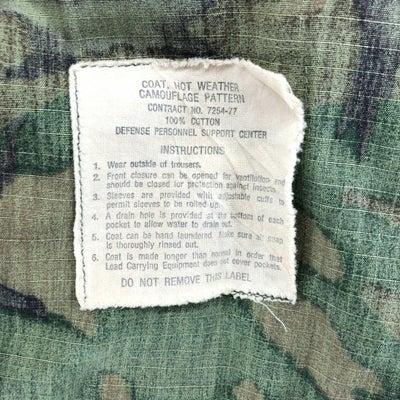 COAT, HOT WEATHER
CAMOUFLAGE PATTERN
CONTRACT NO. 7254-77
100% COTTON
DEFENSE PERSONNEL SUPPORT CENTER
INSTRUCTIONS
1. Wear outside of trousers.
2. Front closure can be opened for ventilation and
should be closed for protection against insects.
3. Sleeves are provided with adjustable cuffs to
permit sleeves to be rolled up.
4. A drain hole is provided at the bottom of each
pocket to allow water to drain out.
5. Coat can be hand laundered. Make sure all soap
is thoroughly rinsed out.
6. Coat is made longer than normal in order that
Load Carrying Equipment does not cover pockets.
DO NOT REMOVE THIS LABEL